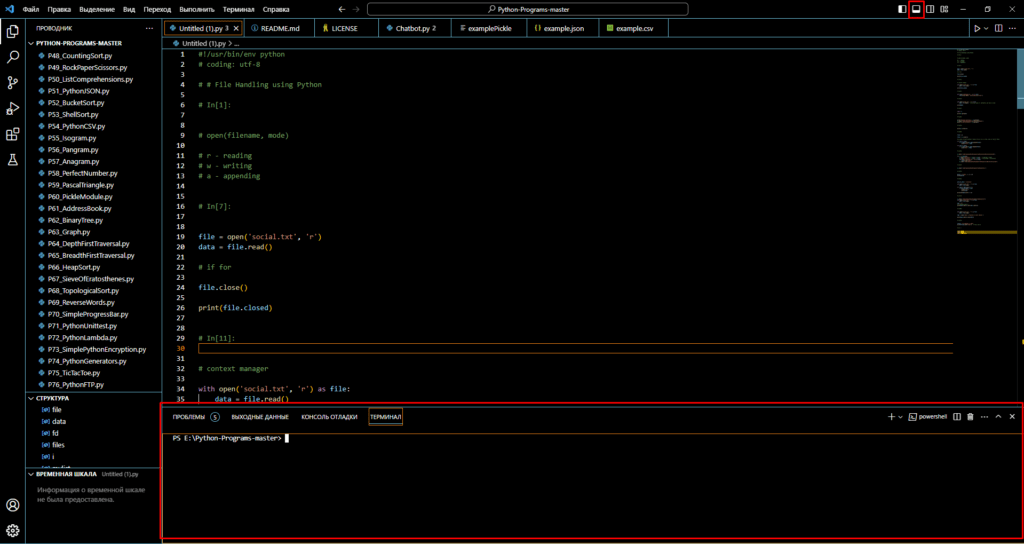 Файл Правка Выделение Вид Переход Выполнить Терминал Справка
Python-Programs-master
ПРОВОДНИК
PYTHON-PROGRAMS-MASTER
P48_CountingSort.py
P49_RockPaperScissors.py
P50_ListComprehensions.py
P51_PythonJSON.py
P52_BucketSort.py
P53_ShellSort.py
P54_PythonCSV.py
P55_Isogram.py
P56_Pangram.py
P57_Anagram.py
P58_PerfectNumber.py
P59_PascalTriangle.py
P60_PickleModule.py
P61_AddressBook.py
P62_BinaryTree.py
P63_Graph.py
P64_DepthFirstTraversal.py
P65_BreadthFirstTraversal.py
P66_HeapSort.py
P67_SieveOfEratosthenes.py
P68_TopologicalSort.py
P69_ReverseWords.py
P70_SimpleProgressBar.py
P71_PythonUnittest.py
P72_PythonLambda.py
P73_SimplePythonEncryption.py
P74_PythonGenerators.py
P75_TicTacToe.py
P76_PythonFTP.py
СТРУКТУРА
file
data
fd
files
i
ВРЕМЕННАЯ ШКАЛА Untitled (1).py
Информация о временной шкале
не была предоставлена.
Untitled (1).py 3 README.md LICENSE Chatbot.py 2 examplePickle example.json example.csv
Untitled (1).py > ...
1 #!/usr/bin/env python
2 # coding: utf-8
3
4 # # File Handling using Python
5
6 # In[1]:
7
8
9 # open(filename, mode)
10
11 # r - reading
12 # w - writing
13 # a - appending
14
15
16 # In[7]:
17
18
19 file = open('social.txt', 'r')
20 data = file.read()
21
22 # if for
23
24 file.close()
25
26 print(file.closed)
27
28
29 # In[11]:
30
31
32 # context manager
33
34 with open('social.txt', 'r') as file:
35 data = file.read()
ПРОБЛЕМЫ 5 ВЫХОДНЫЕ ДАННЫЕ КОНСОЛЬ ОТЛАДКИ ТЕРМИНАЛ powershell
PS E:\Python-Programs-master>